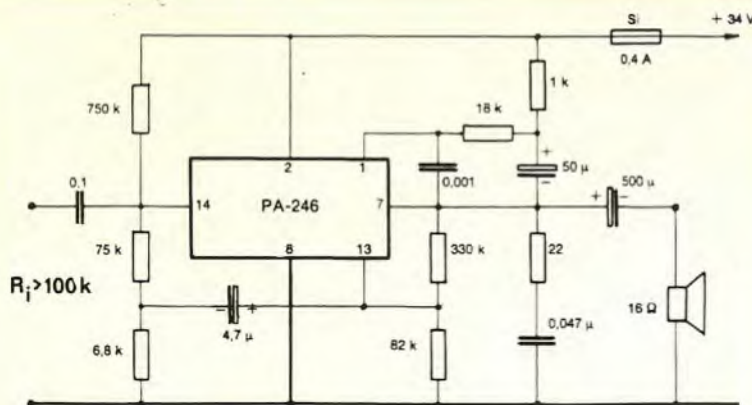 Si
+ 34 V
0,4 A
750 k
1 k
18 k
2
1
+
0,1
0,001
50 µ
-
500 µ
+ -
14
PA-246
7
75 k
8
13
330 k
22
Ri>100k
- +
16 Ω
4,7 µ
0,047 µ
6,8 k
82 k